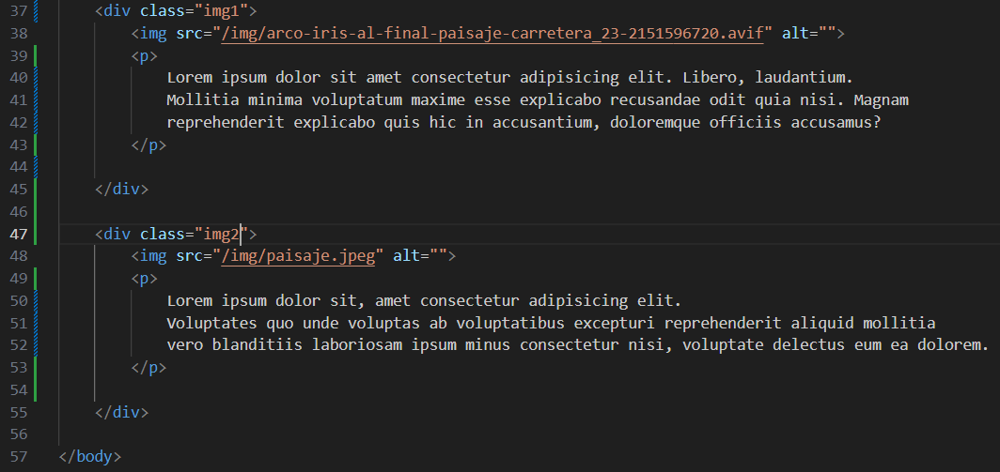 37 <div class="img1">
38 <img src="/img/arco-iris-al-final-paisaje-carretera_23-2151596720.avif" alt="">
39 <p>
40 Lorem ipsum dolor sit amet consectetur adipisicing elit. Libero, laudantium.
41 Mollitia minima voluptatum maxime esse explicabo recusandae odit quia nisi. Magnam
42 reprehenderit explicabo quis hic in accusantium, doloremque officiis accusamus?
43 </p>
44
45 </div>
46
47 <div class="img2">
48 <img src="/img/paisaje.jpeg" alt="">
49 <p>
50 Lorem ipsum dolor sit, amet consectetur adipisicing elit.
51 Voluptates quo unde voluptas ab voluptatibus excepturi reprehenderit aliquid mollitia
52 vero blanditiis laboriosam ipsum minus consectetur nisi, voluptate delectus eum ea dolorem.
53 </p>
54
55 </div>
56
57 </body>